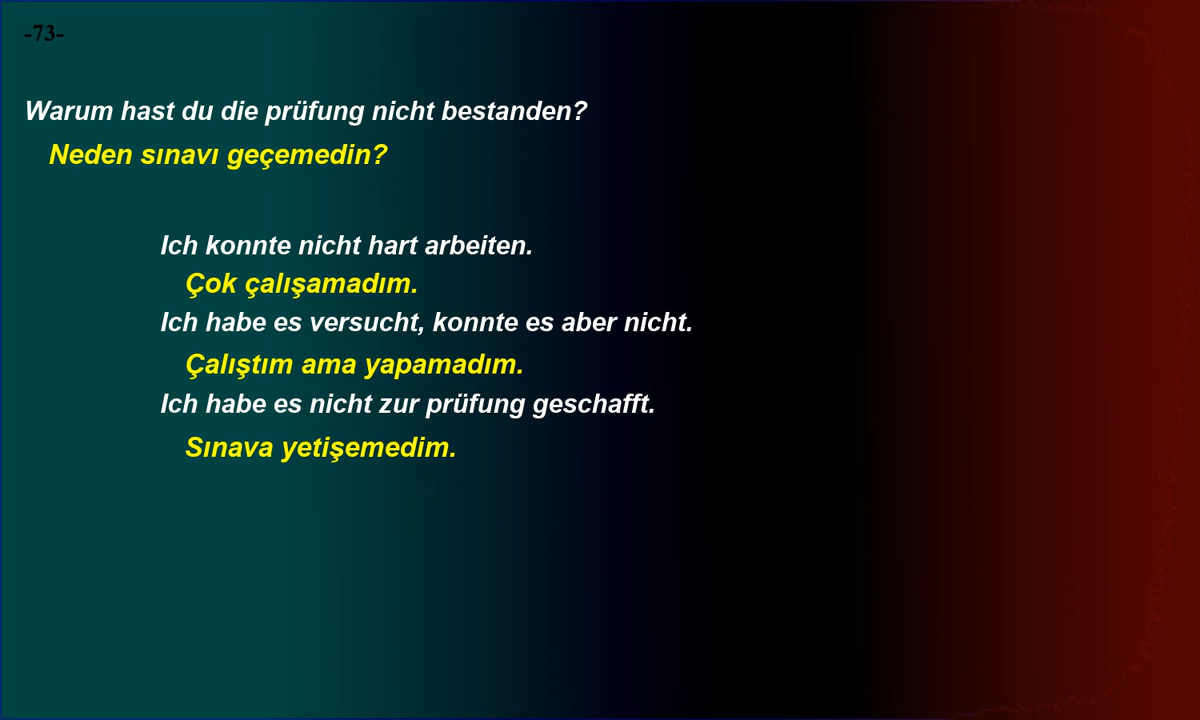 -73-
Warum hast du die prüfung nicht bestanden?
Neden sınavı geçemedin?
Ich konnte nicht hart arbeiten.
Çok çalışamadım.
Ich habe es versucht, konnte es aber nicht.
Çalıştım ama yapamadım.
Ich habe es nicht zur prüfung geschafft.
Sınava yetişemedim.